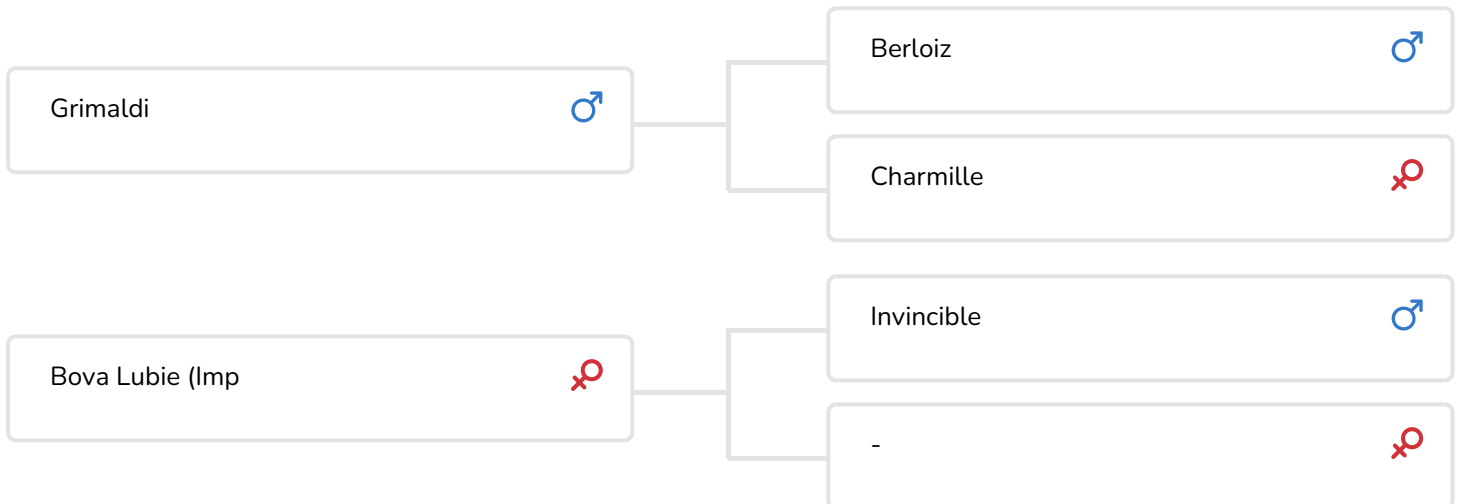 Berloiz
Grimaldi
Charmille
Invincible
Bova Lubie (Imp
-